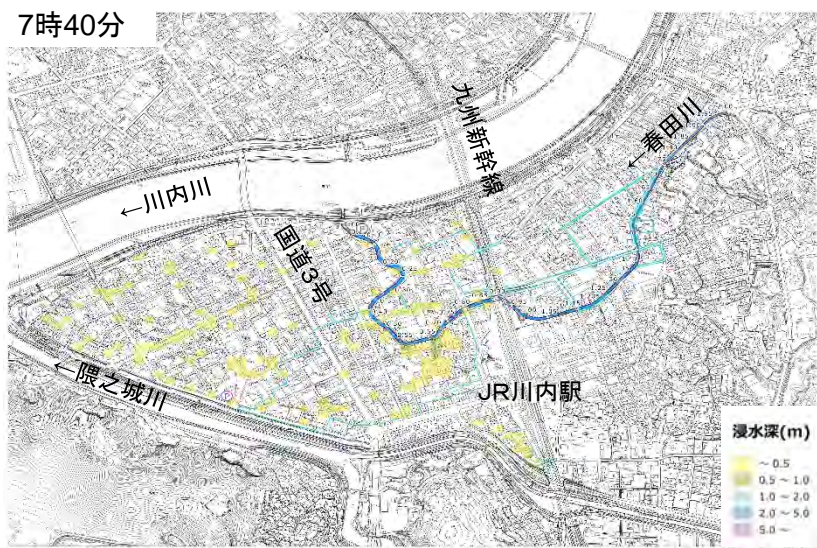 7時40分
九州新幹線
←春田川
←川内川
国道3号
←隈之城川
JR川内駅
浸水深(m)
～0.5
0.5～1.0
1.0～2.0
2.0～5.0
5.0～